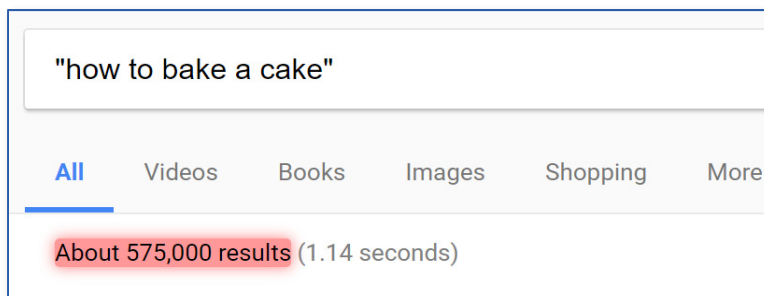 "how to bake a cake"
All Videos Books Images Shopping More
About 575,000 results (1.14 seconds)